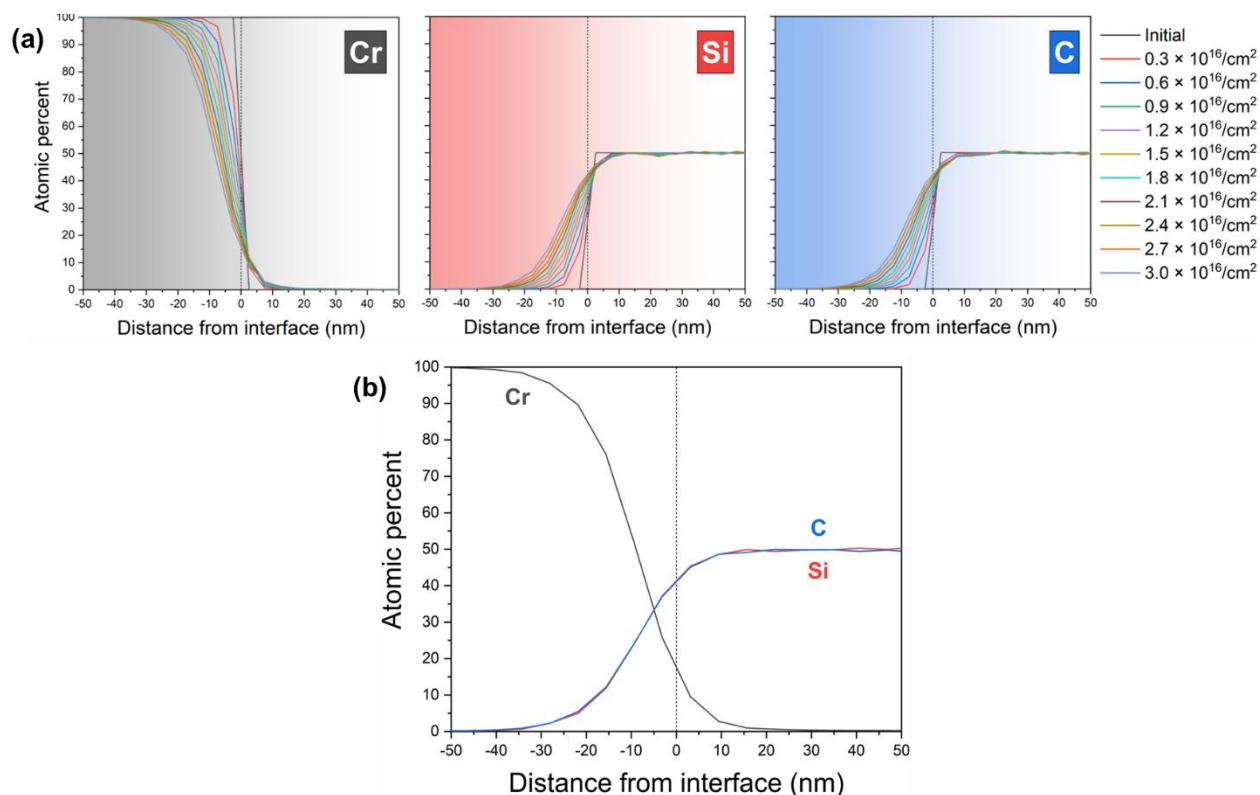 (a)
Cr
Si
C
Atomic percent
100
90
80
70
60
50
40
30
20
10
0
-50 -40 -30 -20 -10 0 10 20 30 40 50
-50 -40 -30 -20 -10 0 10 20 30 40 50
-50 -40 -30 -20 -10 0 10 20 30 40 50
Distance from interface (nm)
Distance from interface (nm)
Distance from interface (nm)
Initial
0.3 × 10¹⁶/cm²
0.6 × 10¹⁶/cm²
0.9 × 10¹⁶/cm²
1.2 × 10¹⁶/cm²
1.5 × 10¹⁶/cm²
1.8 × 10¹⁶/cm²
2.1 × 10¹⁶/cm²
2.4 × 10¹⁶/cm²
2.7 × 10¹⁶/cm²
3.0 × 10¹⁶/cm²
(b)
Atomic percent
100
90
80
70
60
50
40
30
20
10
0
Cr
C
Si
-50 -40 -30 -20 -10 0 10 20 30 40 50
Distance from interface (nm)